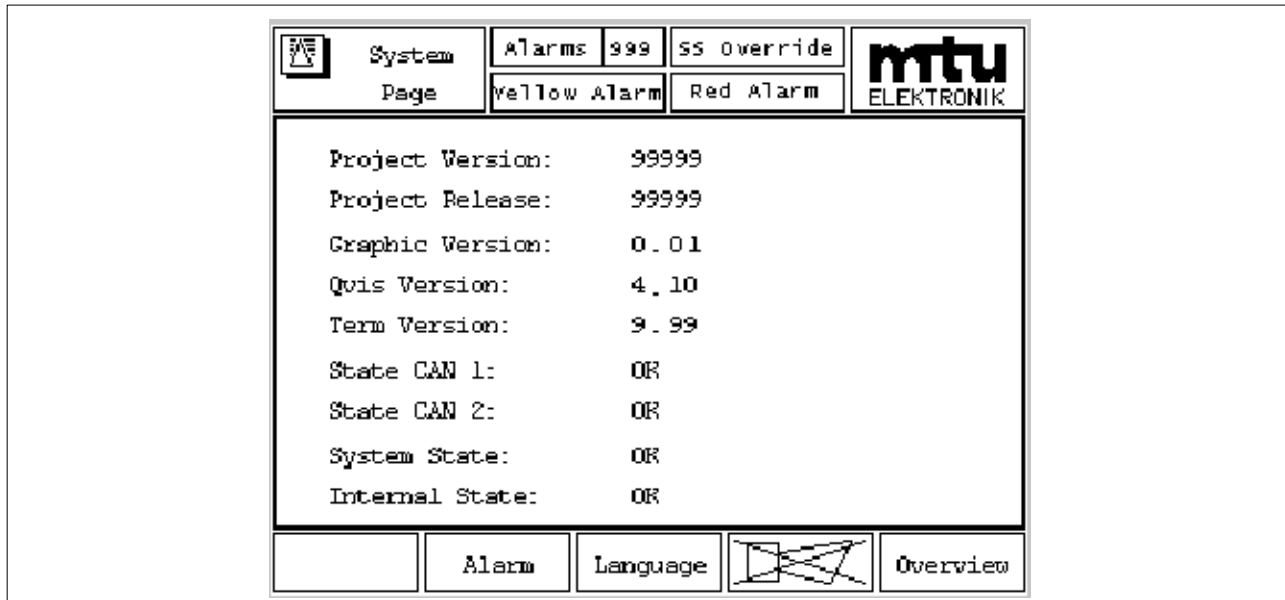 System
Page
Alarms 999
SS Override
Yellow Alarm
Red Alarm
mtu
ELEKTRONIK
Project Version: 99999
Project Release: 99999
Graphic Version: 0.01
Qvis Version: 4.10
Term Version: 9.99
State CAN 1: OK
State CAN 2: OK
System State: OK
Internal State: OK
Alarm
Language
Overview